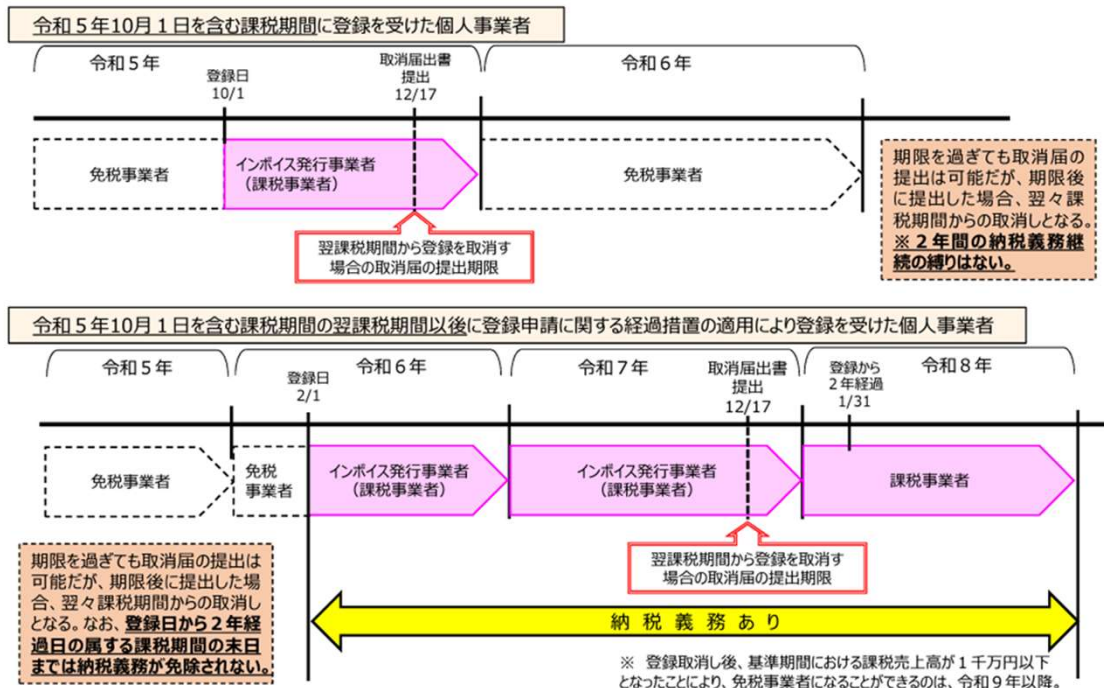 令和５年10月１日を含む課税期間に登録を受けた個人事業者
令和５年
登録日
10/1
取消届出書
提出
12/17
令和６年
免税事業者
インボイス発行事業者
（課税事業者）
免税事業者
翌課税期間から登録を取消す
場合の取消届の提出期限
期限を過ぎても取消届の
提出は可能だが、期限後
に提出した場合、翌々課
税期間からの取消しとなる。
※２年間の納税義務継
続の縛りはない。
令和５年10月１日を含む課税期間の翌課税期間以後に登録申請に関する経過措置の適用により登録を受けた個人事業者
令和５年
登録日
2/1
令和６年
令和７年
取消届出書
提出
12/17
登録から
２年経過
1/31
令和８年
免税事業者
免税
事業者
インボイス発行事業者
（課税事業者）
インボイス発行事業者
（課税事業者）
課税事業者
翌課税期間から登録を取消す
場合の取消届の提出期限
期限を過ぎても取消届の提出は
可能だが、期限後に提出した場
合、翌々課税期間からの取消し
となる。なお、登録日から２年経
過日の属する課税期間の末日
までは納税義務が免除されない。
納税義務あり
※　登録取消し後、基準期間における課税売上高が１千万円以下
となったことにより、免税事業者になることができるのは、令和９年以降。